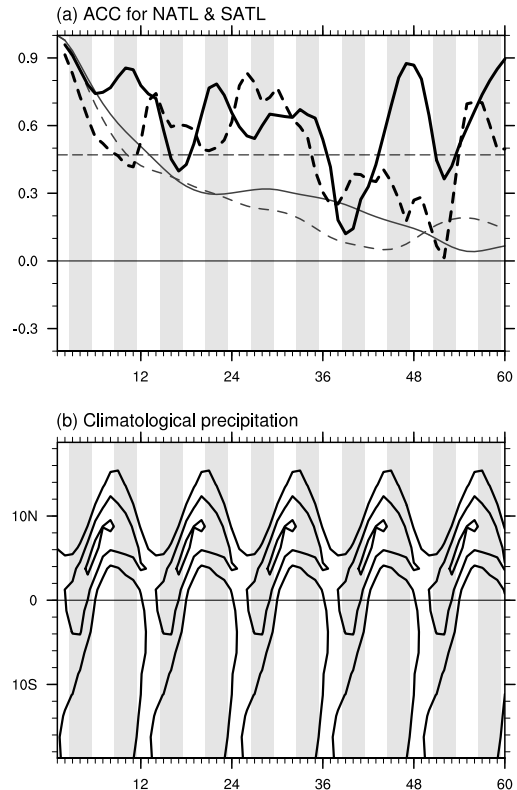 (a) ACC for NATL & SATL
0.9
0.6
0.3
0.0
-0.3
12 24 36 48 60
(b) Climatological precipitation
10N
0
10S
12 24 36 48 60